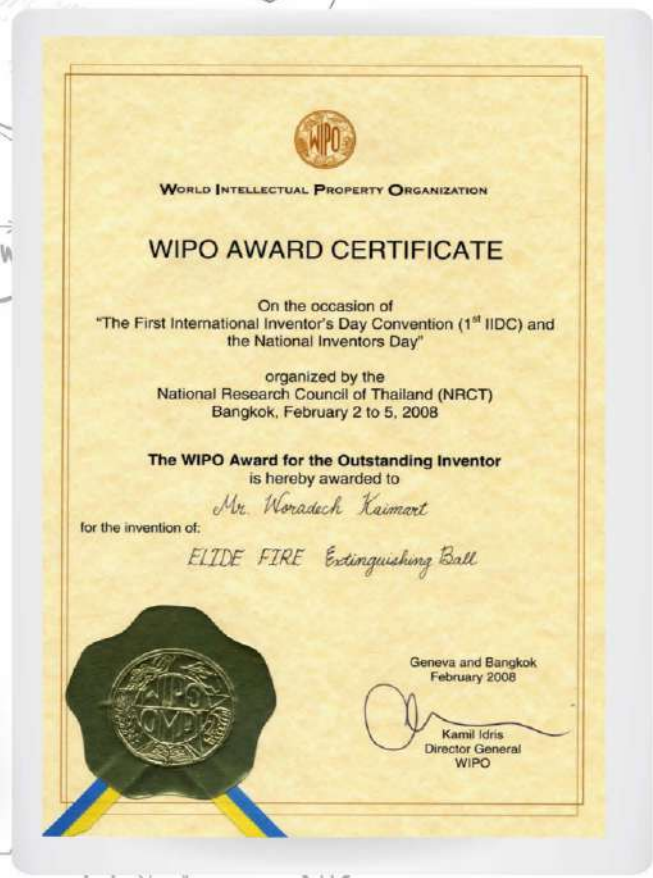 WIPO
WORLD INTELLECTUAL PROPERTY ORGANIZATION
WIPO AWARD CERTIFICATE
On the occasion of
"The First International Inventor's Day Convention (1st IIDC) and
the National Inventors Day"
organized by the
National Research Council of Thailand (NRCT)
Bangkok, February 2 to 5, 2008
The WIPO Award for the Outstanding Inventor
is hereby awarded to
Mr. Woradech Kaimart
for the invention of:
ELIDE FIRE Extinguishing Ball
Geneva and Bangkok
February 2008
Kamil Idris
Director General
WIPO
WIPO
OMPI